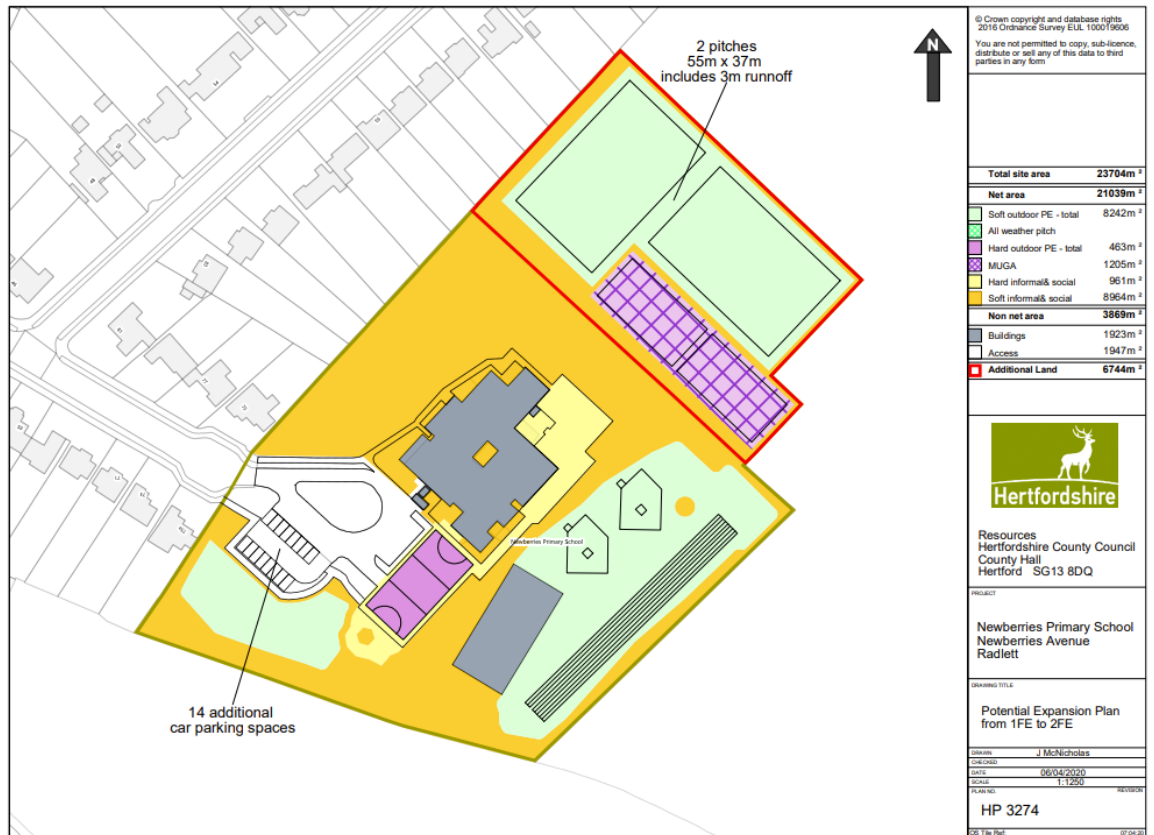 2 pitches
55m x 37m
includes 3m runoff
N
Newberries Primary School
14 additional
car parking spaces
© Crown copyright and database rights
2016 Ordnance Survey EUL 100019606
You are not permitted to copy, sub-licence,
distribute or sell any of this data to third
parties in any form
Total site area 23704m ²
Net area 21039m ²
Soft outdoor PE - total 8242m ²
All weather pitch
Hard outdoor PE - total 463m ²
MUGA 1205m ²
Hard informal& social 961m ²
Soft informal& social 8964m ²
Non net area 3869m ²
Buildings 1923m ²
Access 1947m ²
Additional Land 6744m ²
Hertfordshire
Resources
Hertfordshire County Council
County Hall
Hertford SG13 8DQ
PROJECT
Newberries Primary School
Newberries Avenue
Radlett
DRAWING TITLE
Potential Expansion Plan
from 1FE to 2FE
DRAWN J McNicholas
CHECKED
DATE 06/04/2020
SCALE 1:1250
PLAN NO. REVISION
HP 3274
OS Tile Ref: 07:04:20